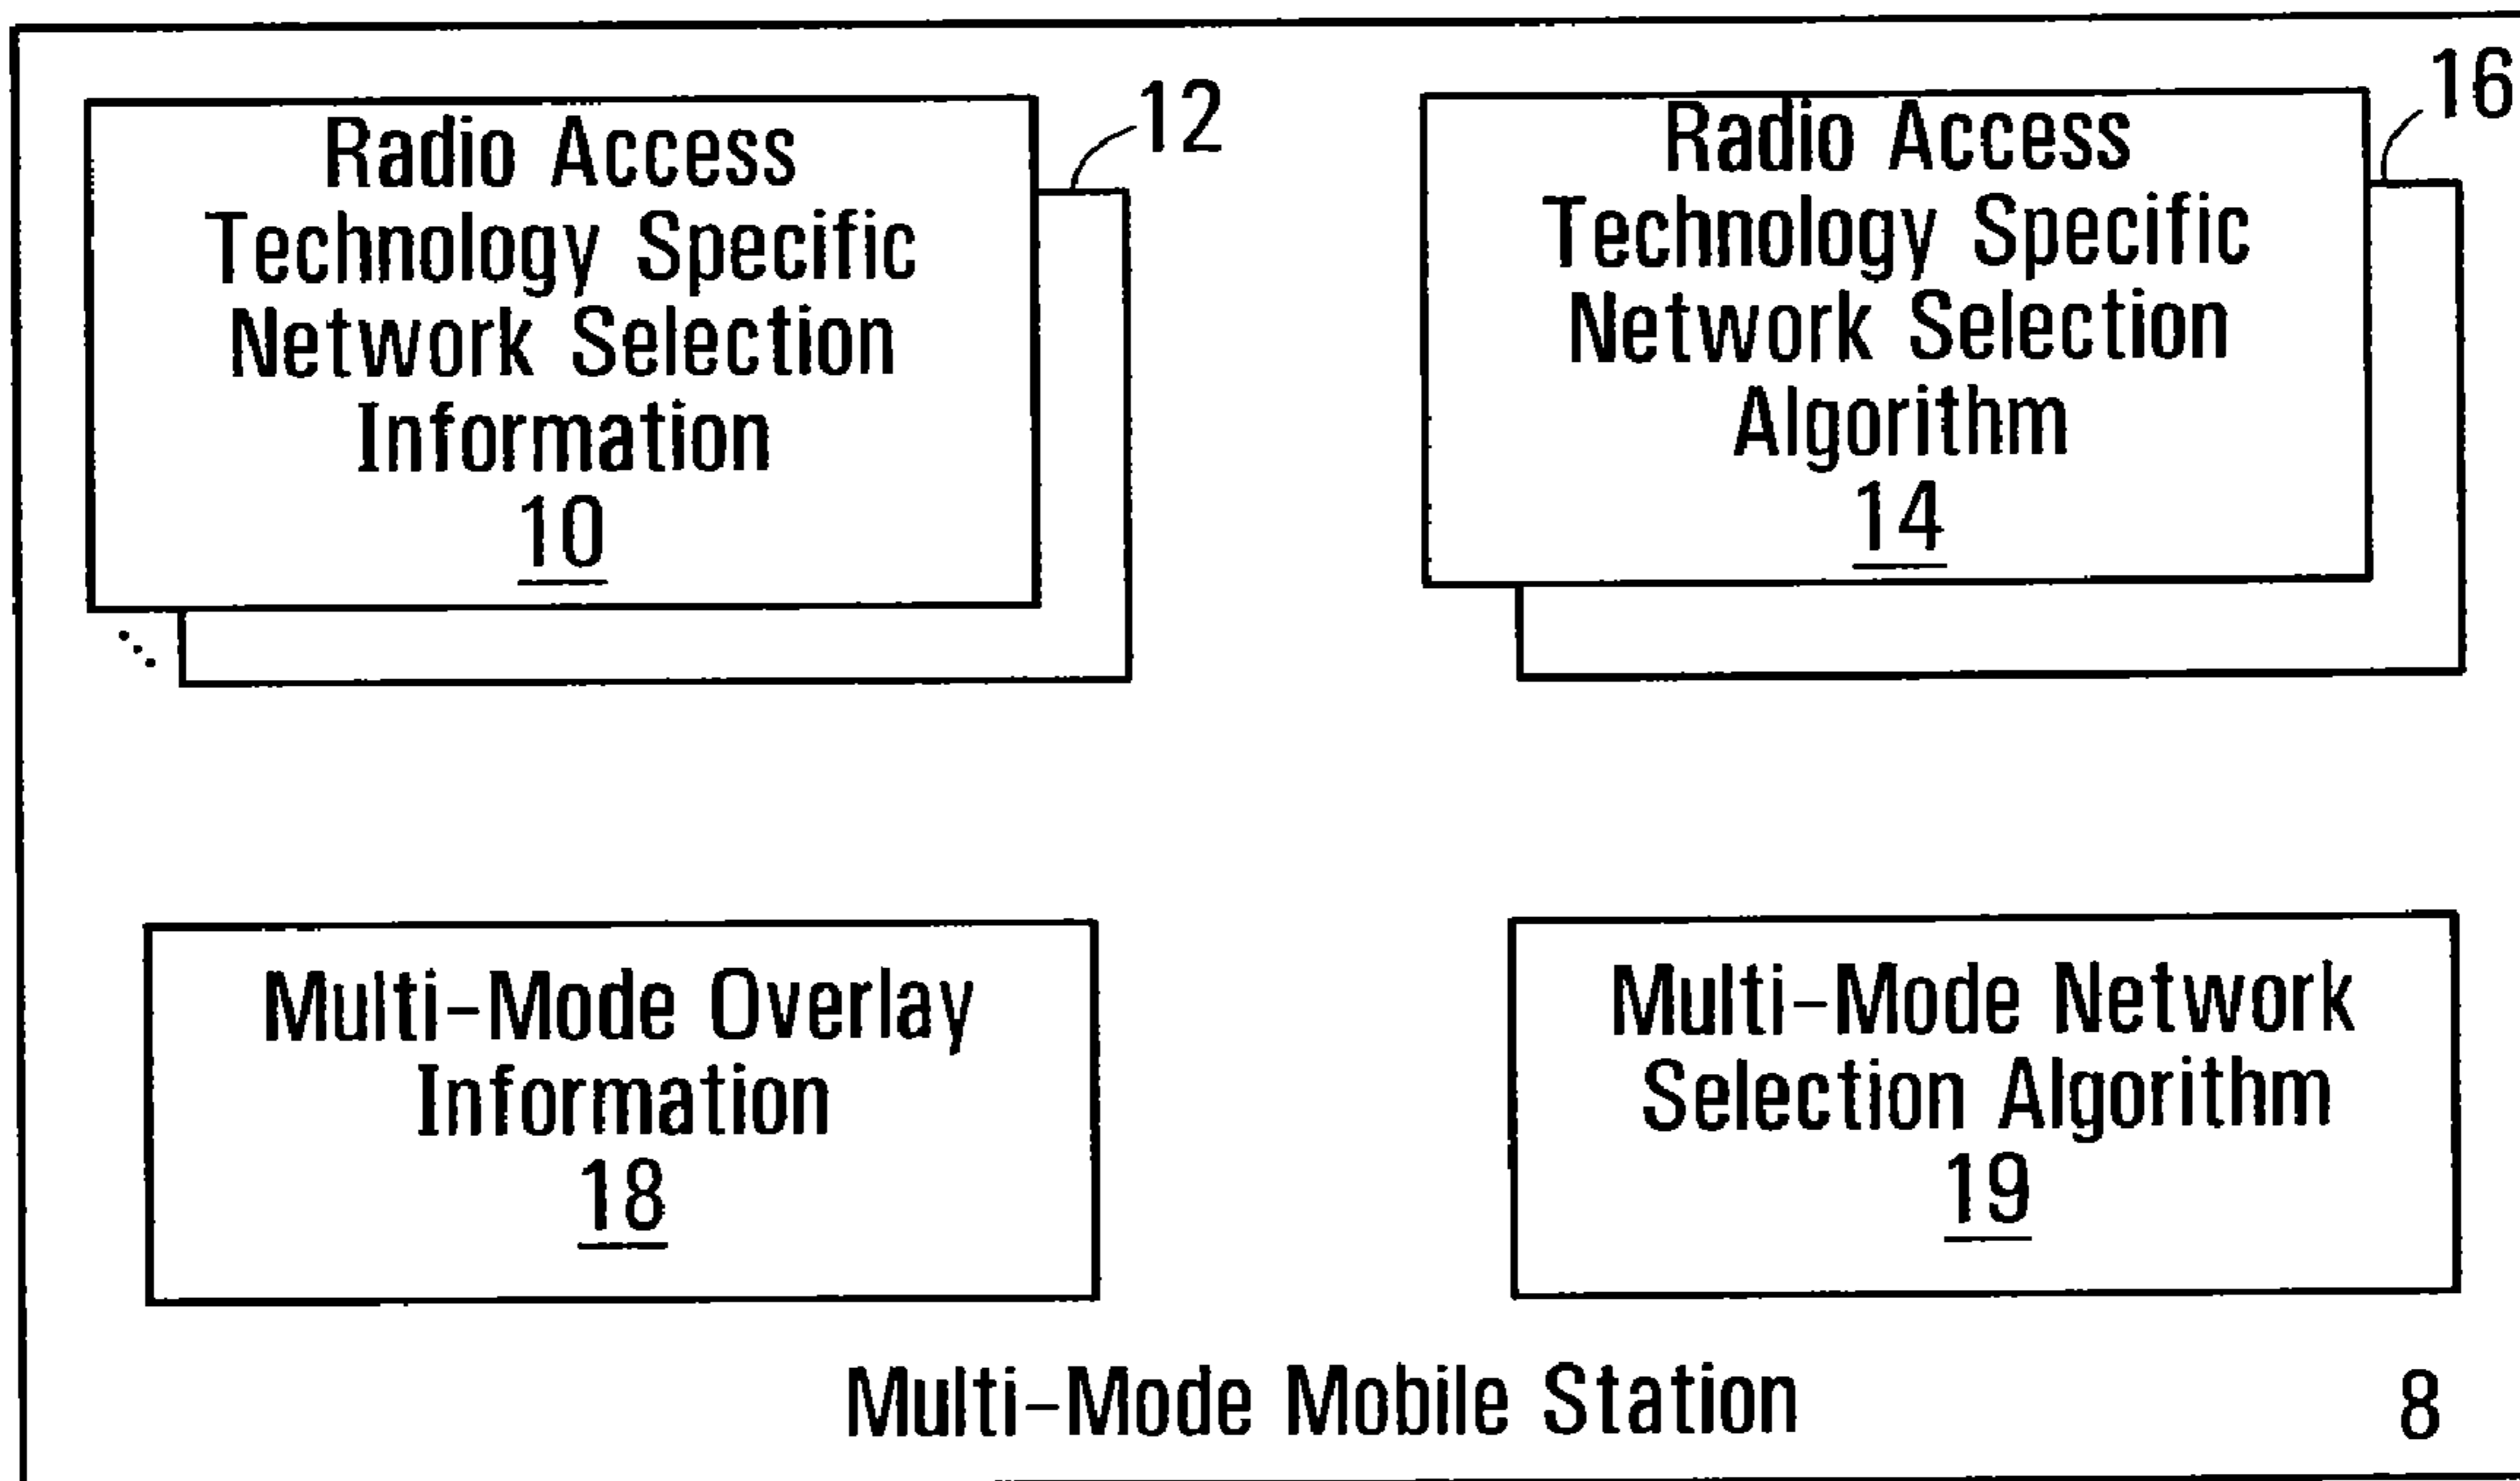 Radio Access
Technology Specific
Network Selection
Information
10
12
Radio Access
Technology Specific
Network Selection
Algorithm
14
16
Multi-Mode Overlay
Information
18
Multi-Mode Network
Selection Algorithm
19
Multi-Mode Mobile Station
8